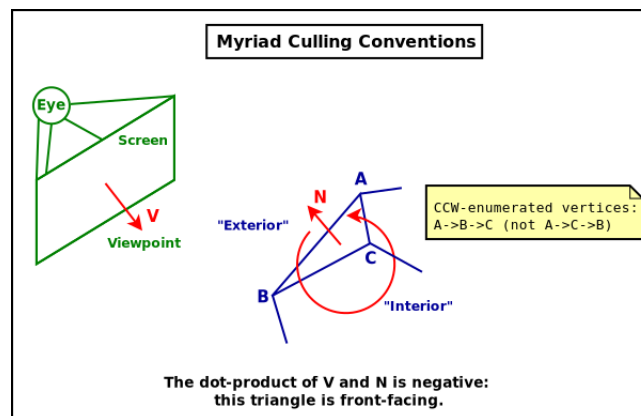 Myriad Culling Conventions
Eye
Screen
V
Viewpoint
A
N
"Exterior"
C
B
"Interior"
CCW-enumerated vertices:
A->B->C (not A->C->B)
The dot-product of V and N is negative:
this triangle is front-facing.